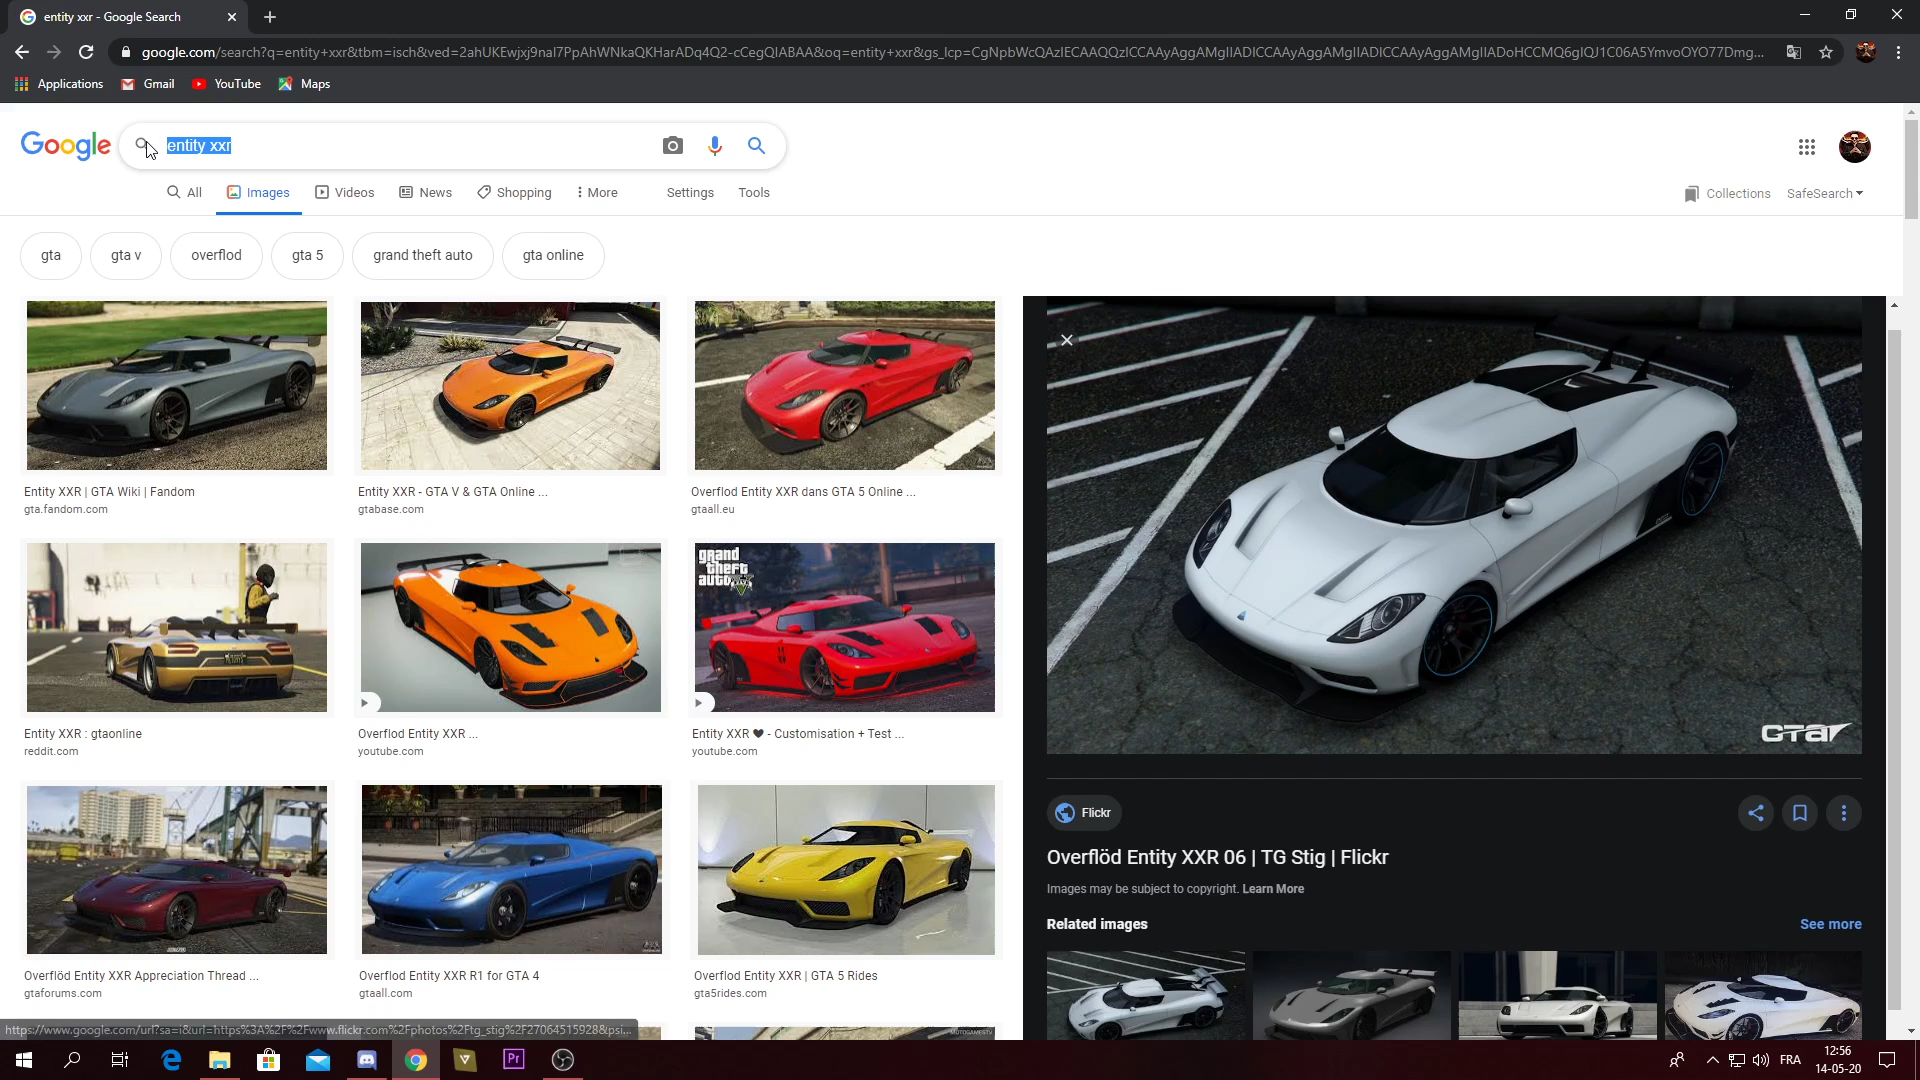 entity xxr - Google Search
google.com/search?q=entity+xxr&tbm=isch&ved=2ahUKEwjxj9nal7PpAhWNkaQKHarADq4Q2-cCegQIABAA&oq=entity+xxr&gs_lcp=CgNpbWcQAzIECAAQQzICCAAyAggAMgIIADICCAAyAggAMgIIADICCAAyAggAMgIIADoHCCMQ6gIQJ1C06A5YmvoOYO77Dmg...
Applications Gmail YouTube Maps
Google entity xxr
All Images Videos News Shopping More Settings Tools Collections SafeSearch
gta gta v overflod gta 5 grand theft auto gta online
Entity XXR | GTA Wiki | Fandom
gta.fandom.com
Entity XXR - GTA V & GTA Online ...
gtabase.com
Overflod Entity XXR dans GTA 5 Online ...
gtaall.eu
grand
theft
auto
V
Entity XXR : gtaonline
reddit.com
Overflod Entity XXR ...
youtube.com
Entity XXR ♥ - Customisation + Test ...
youtube.com
Overflöd Entity XXR Appreciation Thread ...
gtaforums.com
Overflod Entity XXR R1 for GTA 4
gtaall.com
Overflod Entity XXR | GTA 5 Rides
gta5rides.com
GTA
Flickr
Overflöd Entity XXR 06 | TG Stig | Flickr
Images may be subject to copyright. Learn More
Related images See more
https://www.google.com/url?sa=i&url=https%3A%2F%2Fwww.flickr.com%2Fphotos%2Ftg_stig%2F27064515928&psi...
MOTOGAMESTV
Pr
FRA
12:56
14-05-20